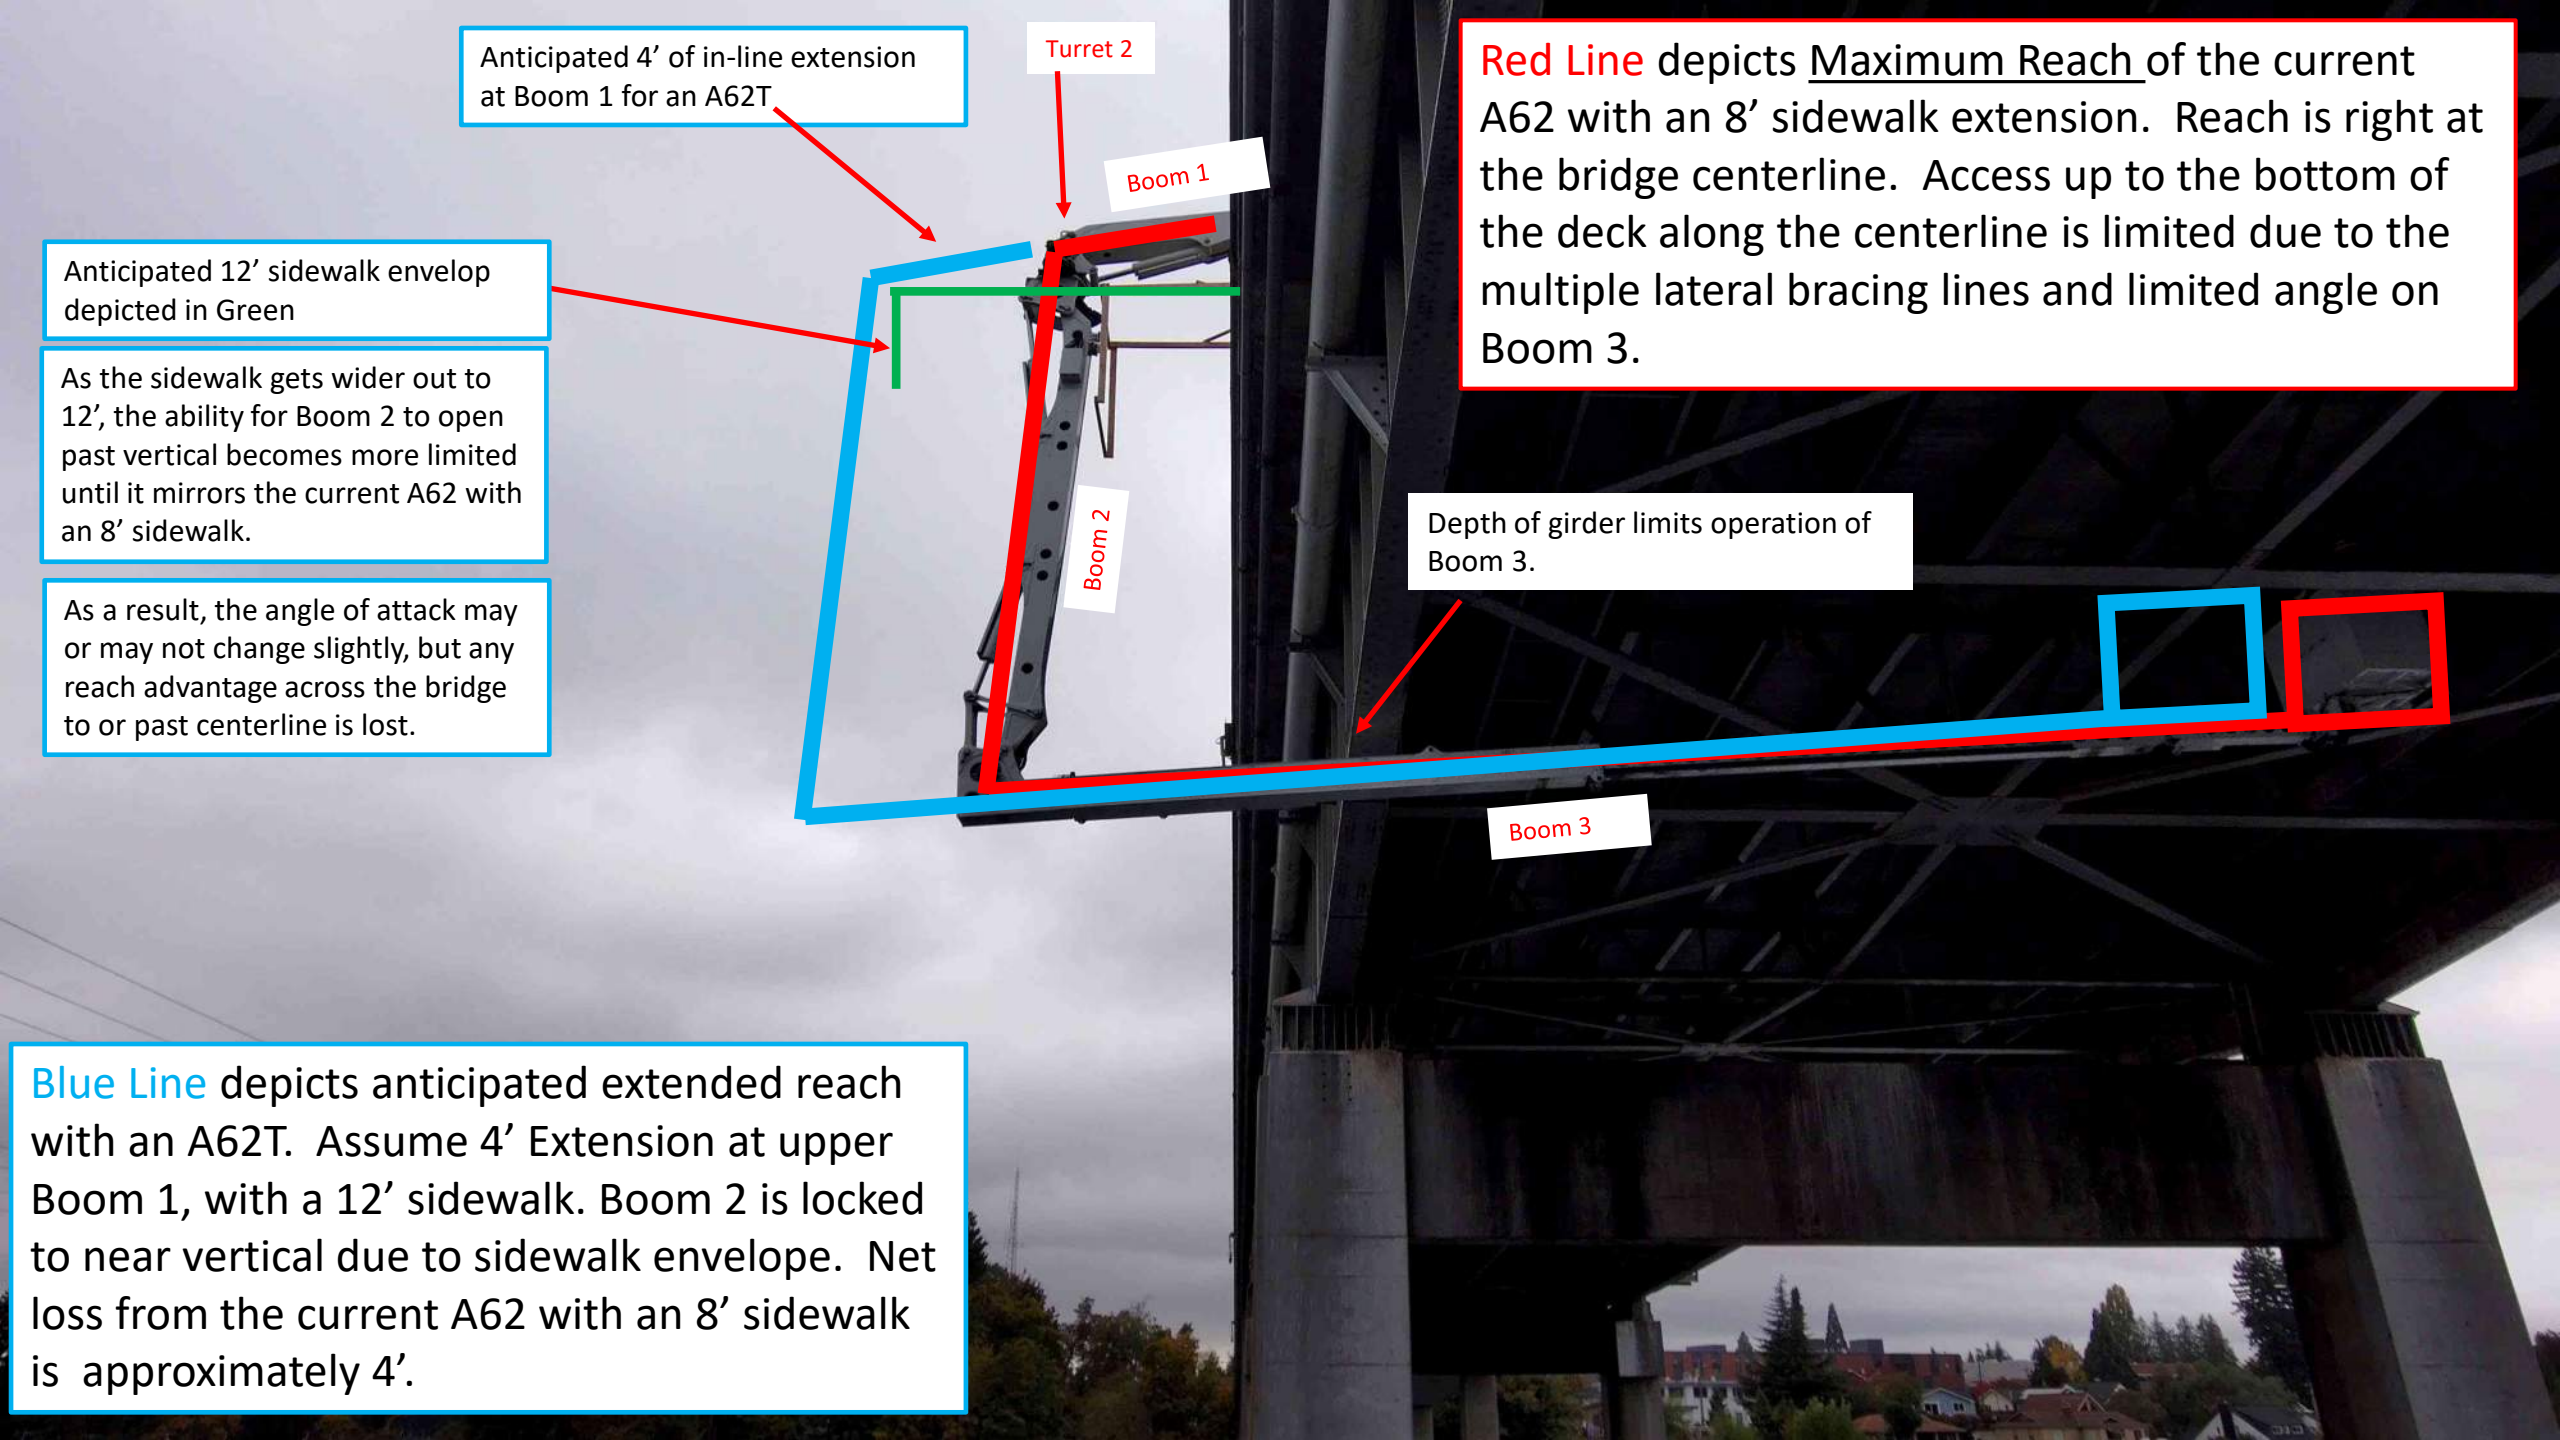 Anticipated 4’ of in-line extension
at Boom 1 for an A62T
Turret 2
Boom 1
Red Line depicts Maximum Reach of the current
A62 with an 8’ sidewalk extension.  Reach is right at
the bridge centerline.  Access up to the bottom of
the deck along the centerline is limited due to the
multiple lateral bracing lines and limited angle on
Boom 3.
Anticipated 12’ sidewalk envelop
depicted in Green
As the sidewalk gets wider out to
12’, the ability for Boom 2 to open
past vertical becomes more limited
until it mirrors the current A62 with
an 8’ sidewalk.
As a result, the angle of attack may
or may not change slightly, but any
reach advantage across the bridge
to or past centerline is lost.
Boom 2
Depth of girder limits operation of
Boom 3.
Boom 3
Blue Line depicts anticipated extended reach
with an A62T.  Assume 4’ Extension at upper
Boom 1, with a 12’ sidewalk. Boom 2 is locked
to near vertical due to sidewalk envelope.  Net
loss from the current A62 with an 8’ sidewalk
is  approximately 4’.